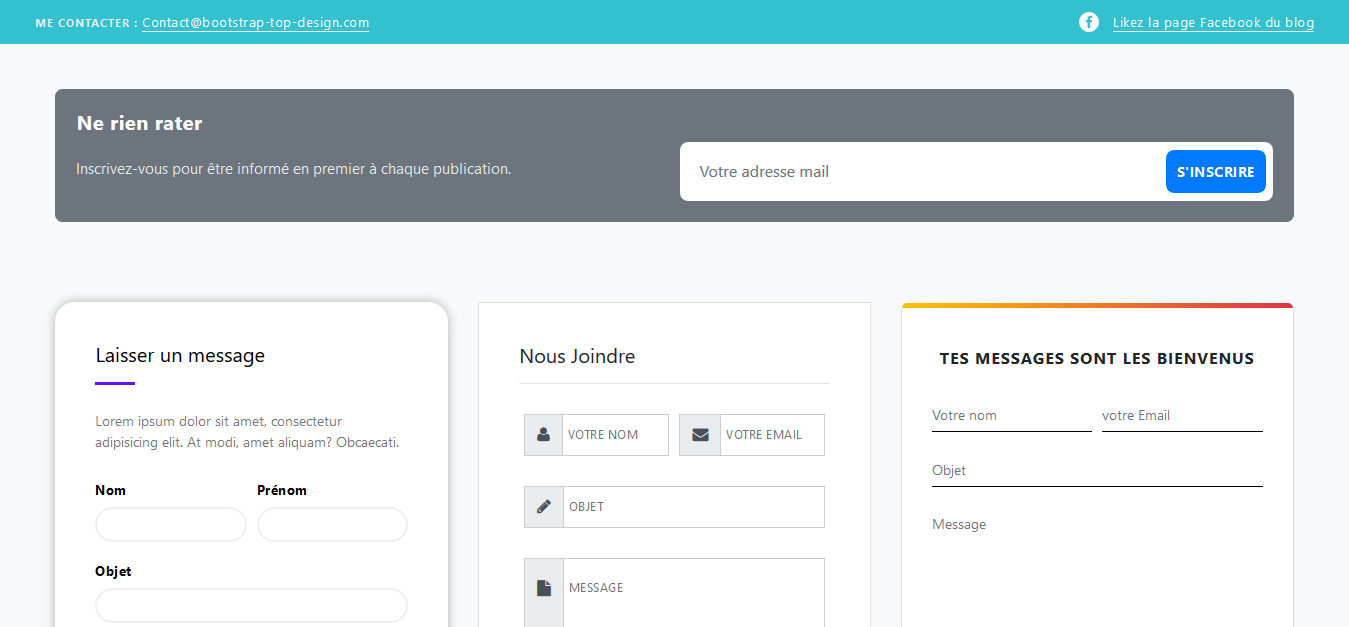 ME CONTACTER : Contact@bootstrap-top-design.com
Likez la page Facebook du blog
Ne rien rater
Inscrivez-vous pour être informé en premier à chaque publication.
Votre adresse mail
S'INSCRIRE
Laisser un message
Lorem ipsum dolor sit amet, consectetur
adipisicing elit. At modi, amet aliquam? Obcaecati.
Nom
Prénom
Objet
Nous Joindre
VOTRE NOM
VOTRE EMAIL
OBJET
MESSAGE
TES MESSAGES SONT LES BIENVENUS
Votre nom
votre Email
Objet
Message